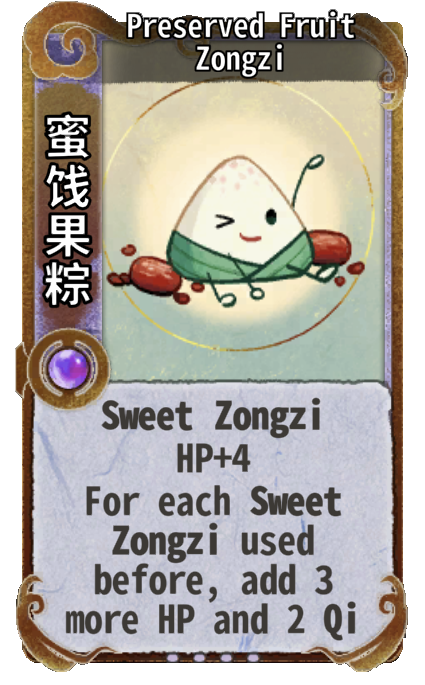 Preserved Fruit
Zongzi
蜜饯果粽
Sweet Zongzi
HP+4
For each Sweet
Zongzi used
before, add 3
more HP and 2 Qi